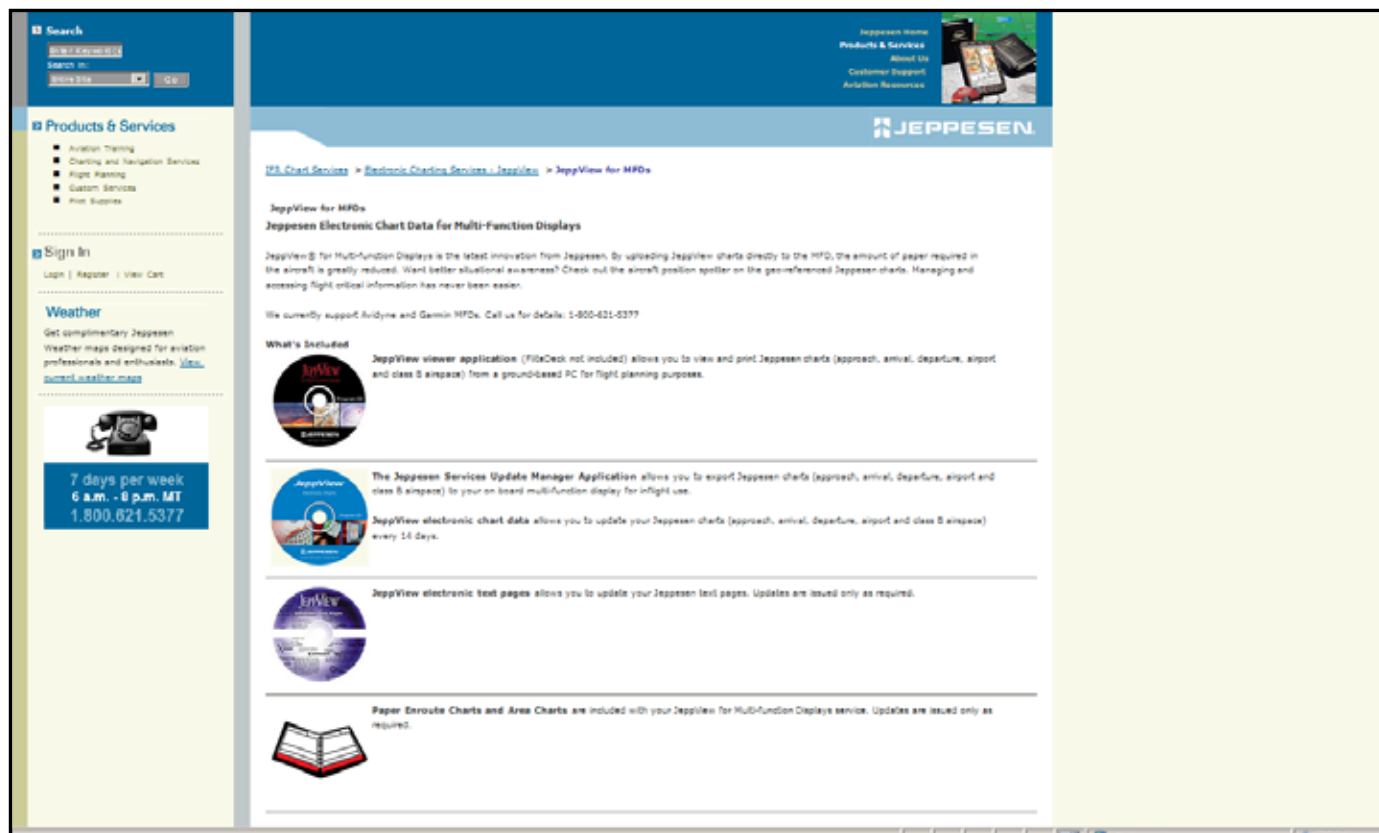 Search
Enter Keyword(s)
Search in:
Entire Site
Go
Jeppesen Home
Products & Services
About Us
Customer Support
Aviation Resources
JEPPESEN.
Products & Services
Aviation Training
Charting and Navigation Services
Flight Planning
Custom Services
Pilot Supplies
Sign In
Login | Register | View Cart
Weather
Get complimentary Jeppesen
Weather maps designed for aviation
professionals and enthusiasts. View
current weather maps
7 days per week
6 a.m. - 8 p.m. MT
1.800.621.5377
IFR Chart Services > Electronic Charting Services : JeppView > JeppView for MFDs
JeppView for MFDs
Jeppesen Electronic Chart Data for Multi-Function Displays
JeppView® for Multi-function Displays is the latest innovation from Jeppesen. By uploading JeppView charts directly to the MFD, the amount of paper required in
the aircraft is greatly reduced. Want better situational awareness? Check out the aircraft position spotter on the geo-referenced Jeppesen charts. Managing and
accessing flight critical information has never been easier.
We currently support Avidyne and Garmin MFDs. Call us for details: 1-800-621-5377
What's Included
JeppView
JEPPESEN
JeppView viewer application (FliteDeck not included) allows you to view and print Jeppesen charts (approach, arrival, departure, airport
and class B airspace) from a ground-based PC for flight planning purposes.
JeppView
JEPPESEN
The Jeppesen Services Update Manager Application allows you to export Jeppesen charts (approach, arrival, departure, airport and
class B airspace) to your on board multi-function display for inflight use.
JeppView electronic chart data allows you to update your Jeppesen charts (approach, arrival, departure, airport and class B airspace)
every 14 days.
JeppView
JeppView electronic text pages allows you to update your Jeppesen text pages. Updates are issued only as required.
Paper Enroute Charts and Area Charts are included with your JeppView for Multi-function Displays service. Updates are issued only as
required.